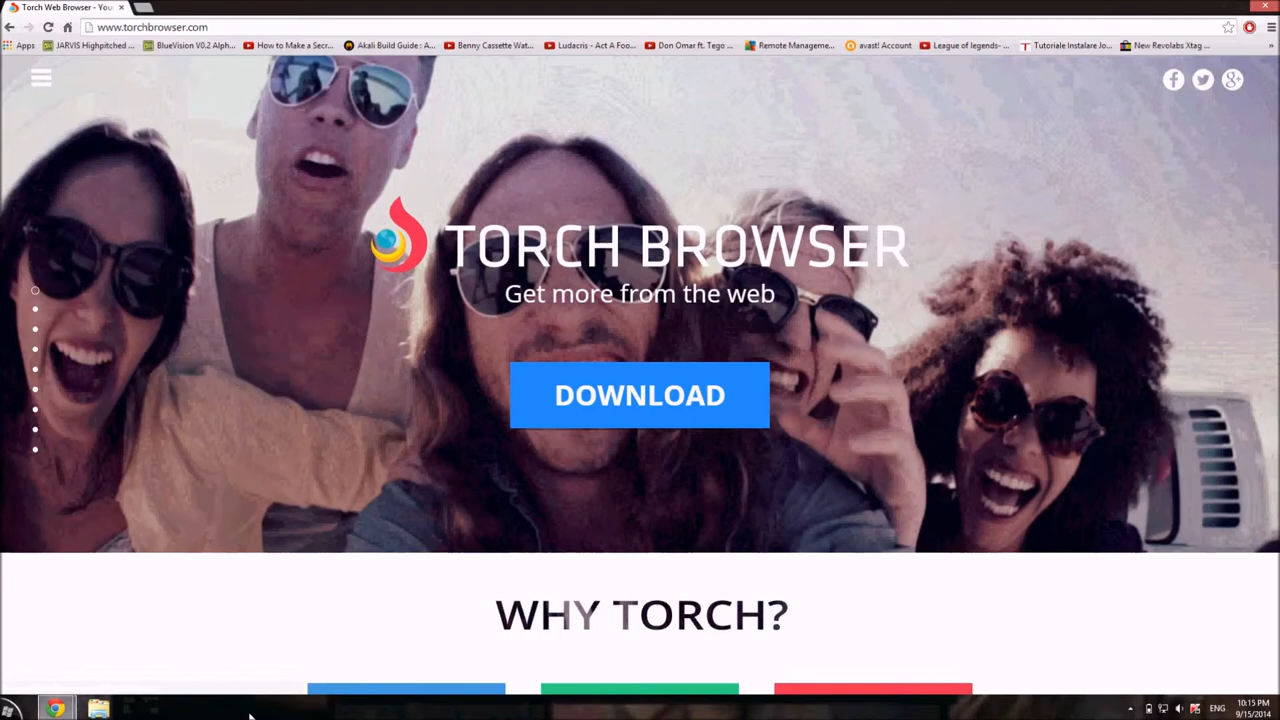 Torch Web Browser - You
www.torchbrowser.com
Apps JARVIS Highpitched ... BlueVision V0.2 Alph... How to Make a Secr... Akali Build Guide : A... Benny Cassette Wat... Ludacris - Act A Foo... Don Omar ft. Tego ... Remote Manageme... avast! Account League of legends- ... Tutoriale Instalare Jo... New Revolabs Xtag ...
TORCH BROWSER
Get more from the web
DOWNLOAD
WHY TORCH?
ENG
10:15 PM
9/15/2014